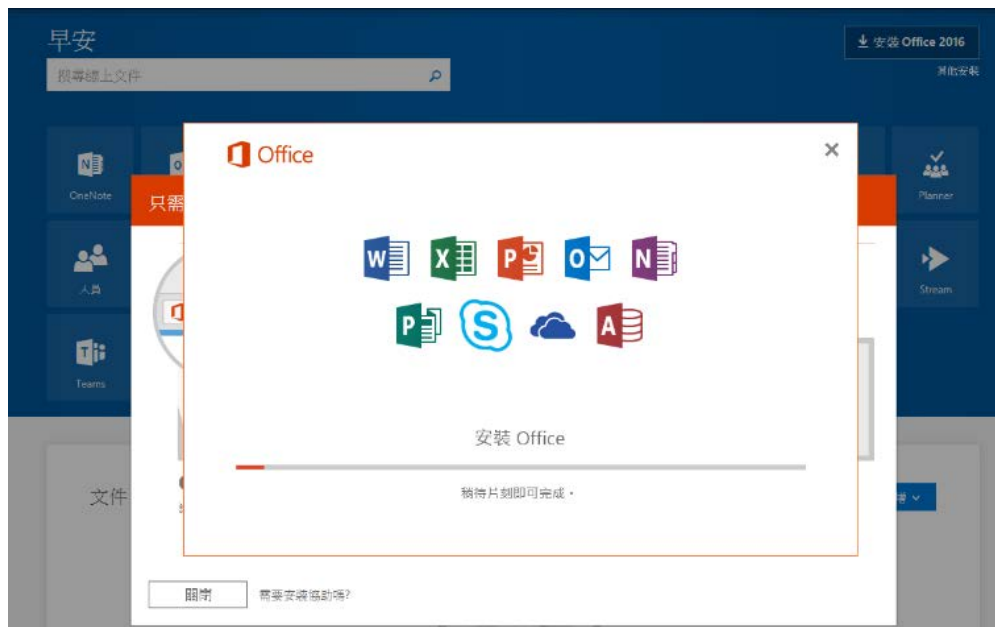 早安
安裝 Office 2016
搜尋線上文件
其他安裝
Office
OneNote
只需
Planner
人員
Stream
Teams
安裝 Office
稍待片刻即可完成。
文件
關閉
需要安裝協助嗎?